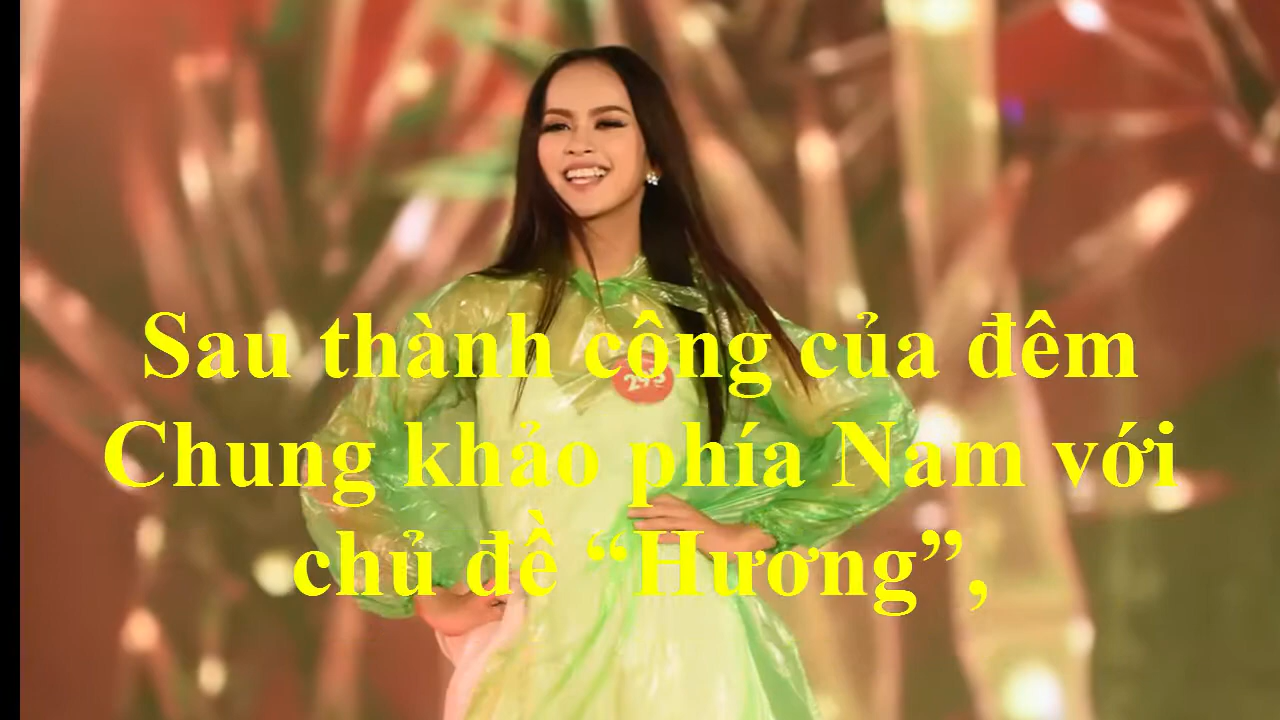 Sau thành công của đêm
Chung khảo phía Nam với
chủ đề “Hương”,